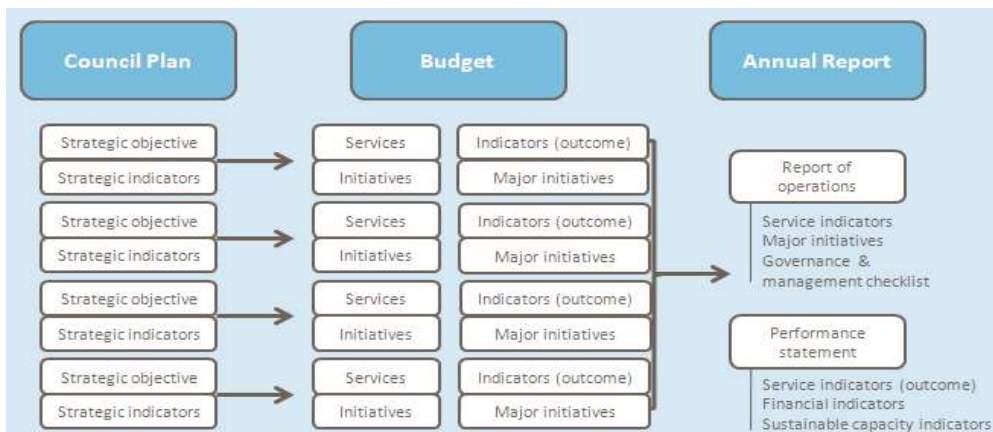 Council Plan
Budget
Annual Report
Strategic objective
Strategic indicators
Services
Initiatives
Indicators (outcome)
Major initiatives
Strategic objective
Strategic indicators
Services
Initiatives
Indicators (outcome)
Major initiatives
Strategic objective
Strategic indicators
Services
Initiatives
Indicators (outcome)
Major initiatives
Strategic objective
Strategic indicators
Services
Initiatives
Indicators (outcome)
Major initiatives
Report of
operations
Service indicators
Major initiatives
Governance &
management checklist
Performance
statement
Service indicators (outcome)
Financial indicators
Sustainable capacity indicators